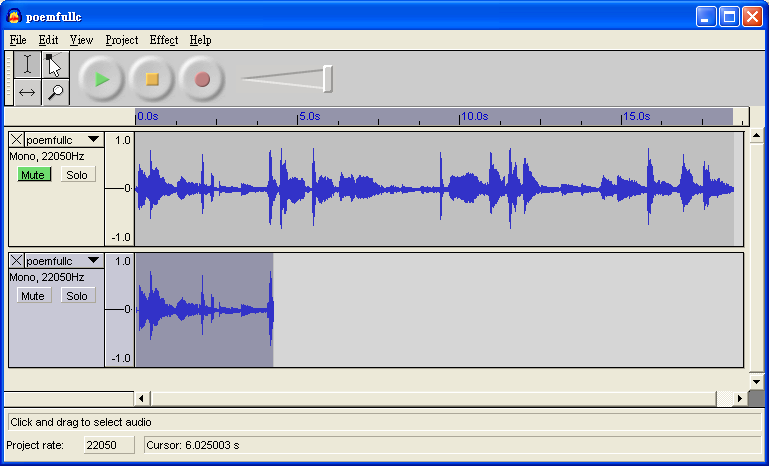 poemfullc
File Edit View Project Effect Help
0.0s 5.0s 10.0s 15.0s
poemfullc
Mono, 22050Hz
Mute Solo
1.0
0
-1.0
poemfullc
Mono, 22050Hz
Mute Solo
1.0
0
-1.0
Click and drag to select audio
Project rate: 22050 Cursor: 6.025003 s